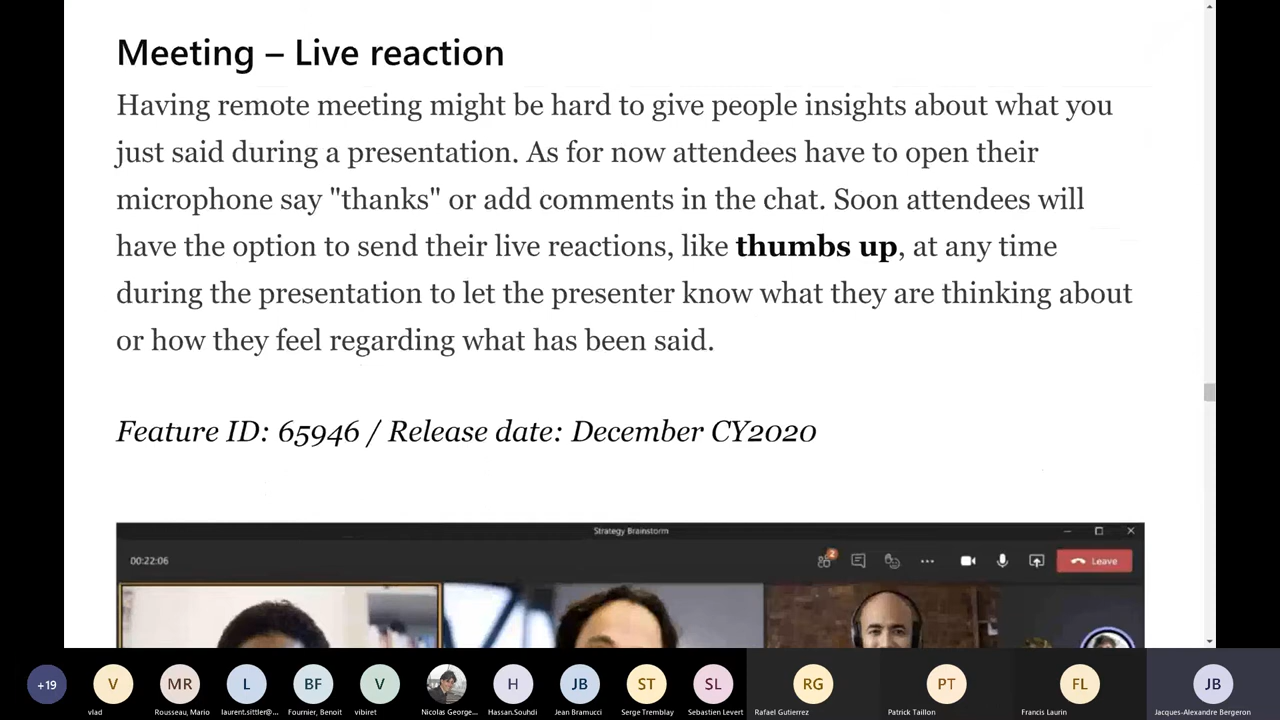 Meeting – Live reaction
Having remote meeting might be hard to give people insights about what you
just said during a presentation. As for now attendees have to open their
microphone say "thanks" or add comments in the chat. Soon attendees will
have the option to send their live reactions, like thumbs up, at any time
during the presentation to let the presenter know what they are thinking about
or how they feel regarding what has been said.
Feature ID: 65946 / Release date: December CY2020
Strategy Brainstorm
00:22:06
2
Leave
+19 V MR L BF V H JB ST SL RG PT FL JB
vlad Rousseau, Mario laurent.sittler@... Fournier, Benoit vibiret Nicolas George... Hassan.Souhdi Jean Bramucci Serge Tremblay Sebastien Levert Rafael Gutierrez Patrick Taillon Francis Laurin Jacques-Alexandre Bergeron